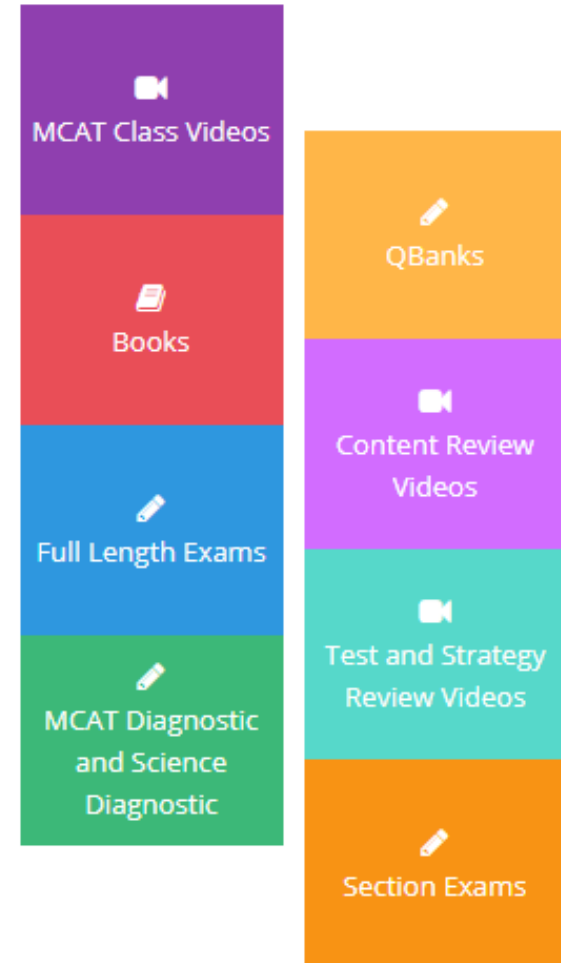 MCAT Class Videos
Books
Full Length Exams
MCAT Diagnostic
and Science
Diagnostic
QBanks
Content Review
Videos
Test and Strategy
Review Videos
Section Exams